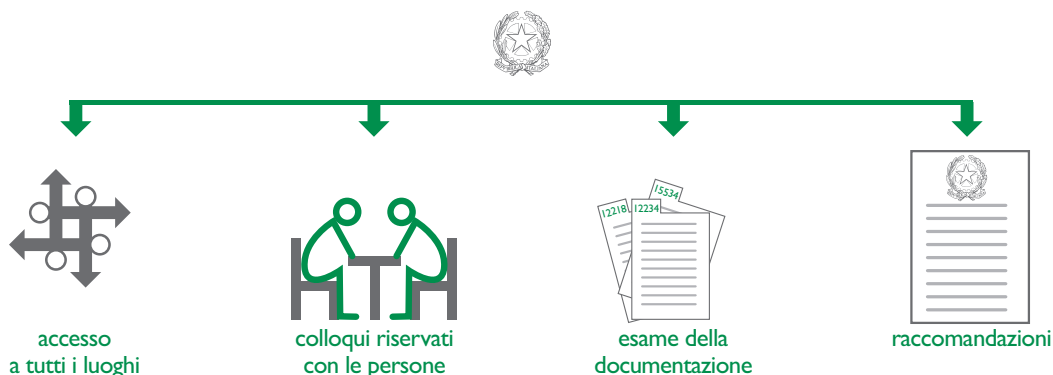 15534
12218 12234
accesso
a tutti i luoghi
colloqui riservati
con le persone
esame della
documentazione
raccomandazioni